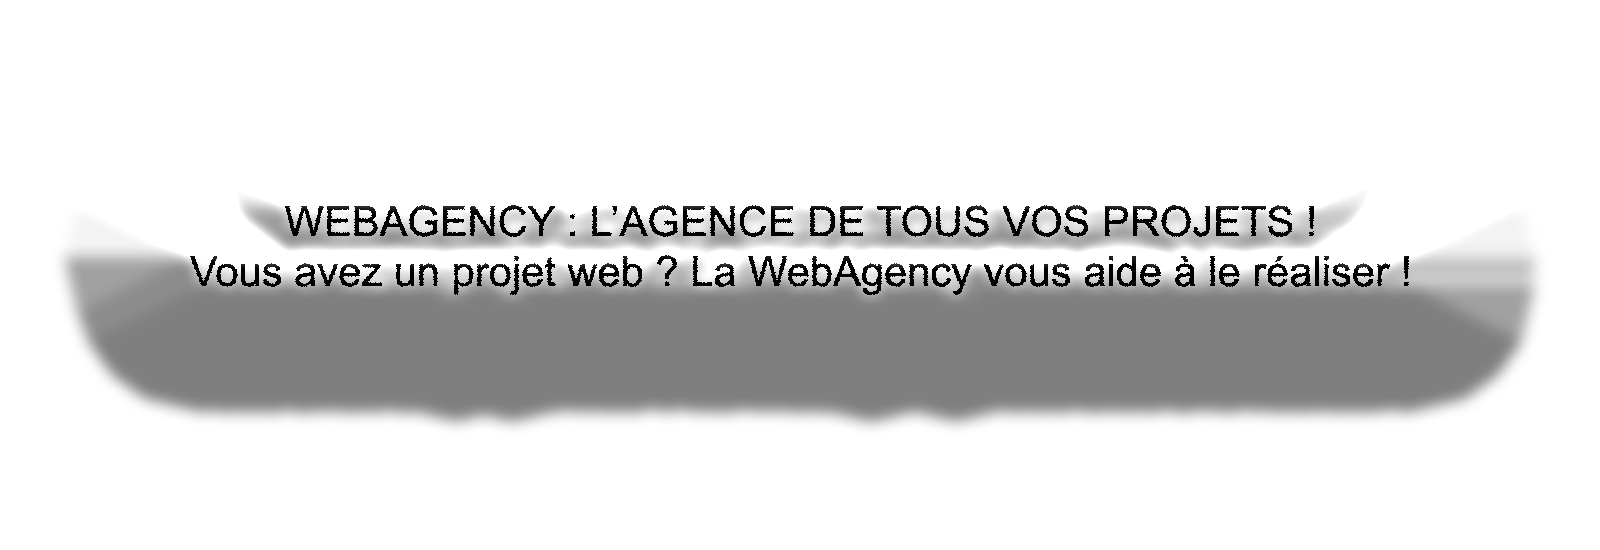 WEBAGENCY : L’AGENCE DE TOUS VOS PROJETS !
Vous avez un projet web ? La WebAgency vous aide à le réaliser !